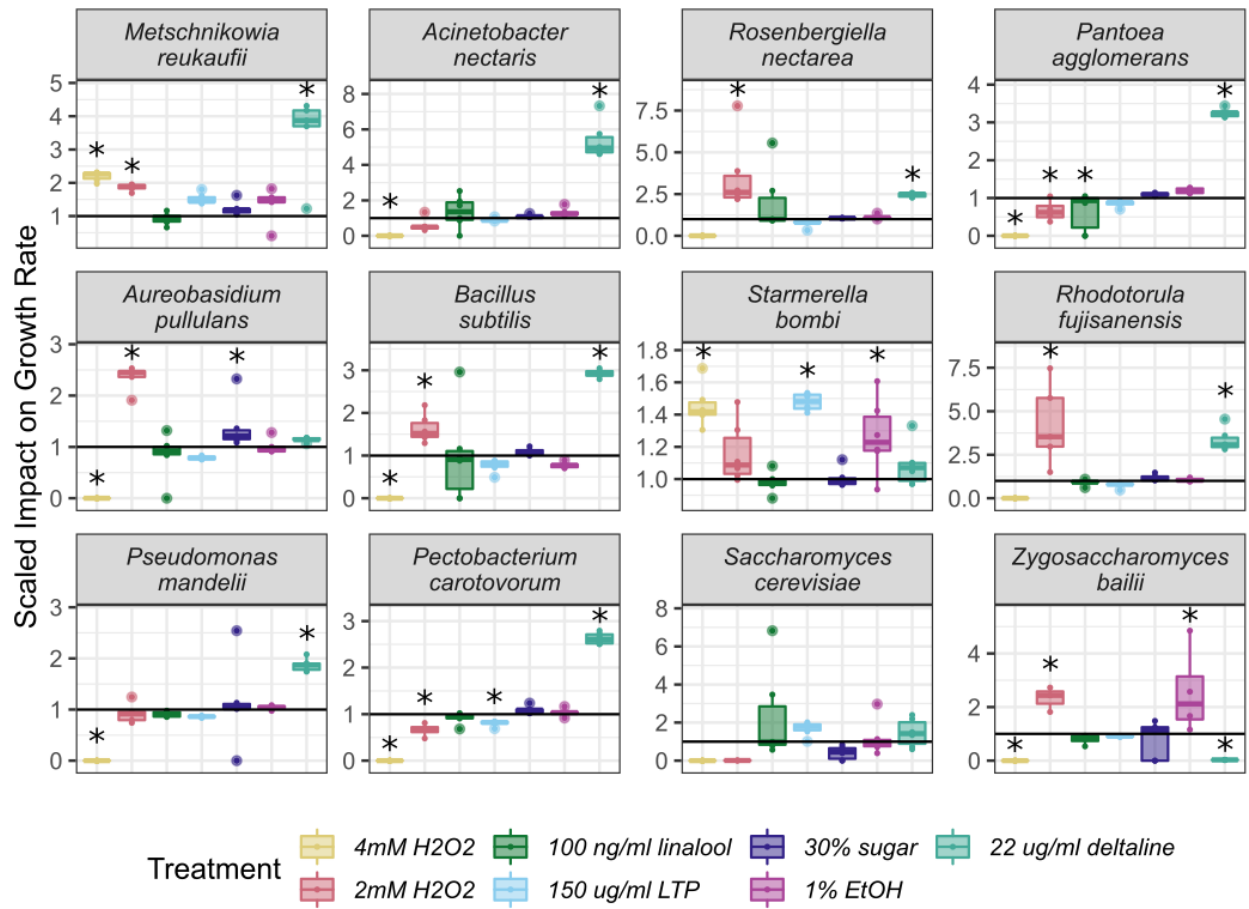 Scaled Impact on Growth Rate
Metschnikowia
reukaufii
5
4
3
2
1
*
*
*
Acinetobacter
nectaris
8
6
4
2
0
*
*
Rosenbergiella
nectarea
7.5
5.0
2.5
0.0
*
*
Pantoea
agglomerans
4
3
2
1
0
*
*
*
*
Aureobasidium
pullulans
3
2
1
0
*
*
*
Bacillus
subtilis
3
2
1
0
*
*
*
Starmerella
bombi
1.8
1.6
1.4
1.2
1.0
*
*
*
Rhodotorula
fujisanensis
7.5
5.0
2.5
0.0
*
*
Pseudomonas
mandelii
3
2
1
0
*
*
Pectobacterium
carotovorum
3
2
1
0
*
*
*
*
Saccharomyces
cerevisiae
8
6
4
2
0
Zygosaccharomyces
bailii
4
2
0
*
*
*
*
Treatment
4mM H2O2
2mM H2O2
100 ng/ml linalool
150 ug/ml LTP
30% sugar
1% EtOH
22 ug/ml deltaline